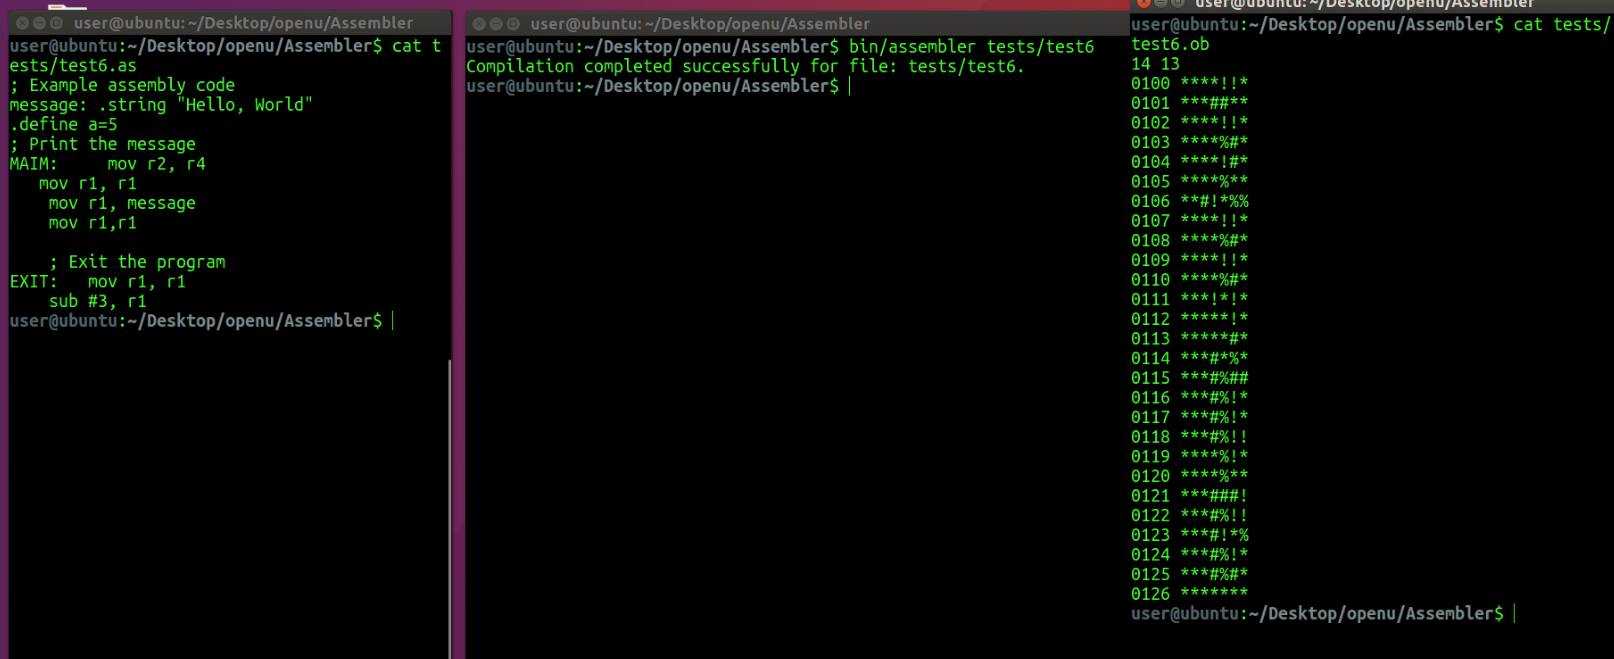 user@ubuntu: ~/Desktop/openu/Assembler
user@ubuntu:~/Desktop/openu/Assembler$ cat t
ests/test6.as
; Example assembly code
message: .string "Hello, World"
.define a=5
; Print the message
MAIM:     mov r2, r4
   mov r1, r1
    mov r1, message
    mov r1,r1
    ; Exit the program
EXIT:   mov r1, r1
    sub #3, r1
user@ubuntu:~/Desktop/openu/Assembler$
user@ubuntu: ~/Desktop/openu/Assembler
user@ubuntu:~/Desktop/openu/Assembler$ bin/assembler tests/test6
Compilation completed successfully for file: tests/test6.
user@ubuntu:~/Desktop/openu/Assembler$
user@ubuntu: ~/Desktop/openu/Assembler
user@ubuntu:~/Desktop/openu/Assembler$ cat tests/
test6.ob
14 13
0100 ****!!*
0101 ***##**
0102 ****!!*
0103 ****%#*
0104 ****!#*
0105 ****%**
0106 **#!*%%
0107 ****!!*
0108 ****%#*
0109 ****!!*
0110 ****%#*
0111 ***!*!*
0112 *****!*
0113 *****#*
0114 ***#*%*
0115 ***#%##
0116 ***#%!*
0117 ***#%!*
0118 ***#%!!
0119 ****%!*
0120 ****%**
0121 ***###!
0122 ***#%!!
0123 ***#!*%
0124 ***#%!*
0125 ***#%#*
0126 *******
user@ubuntu:~/Desktop/openu/Assembler$